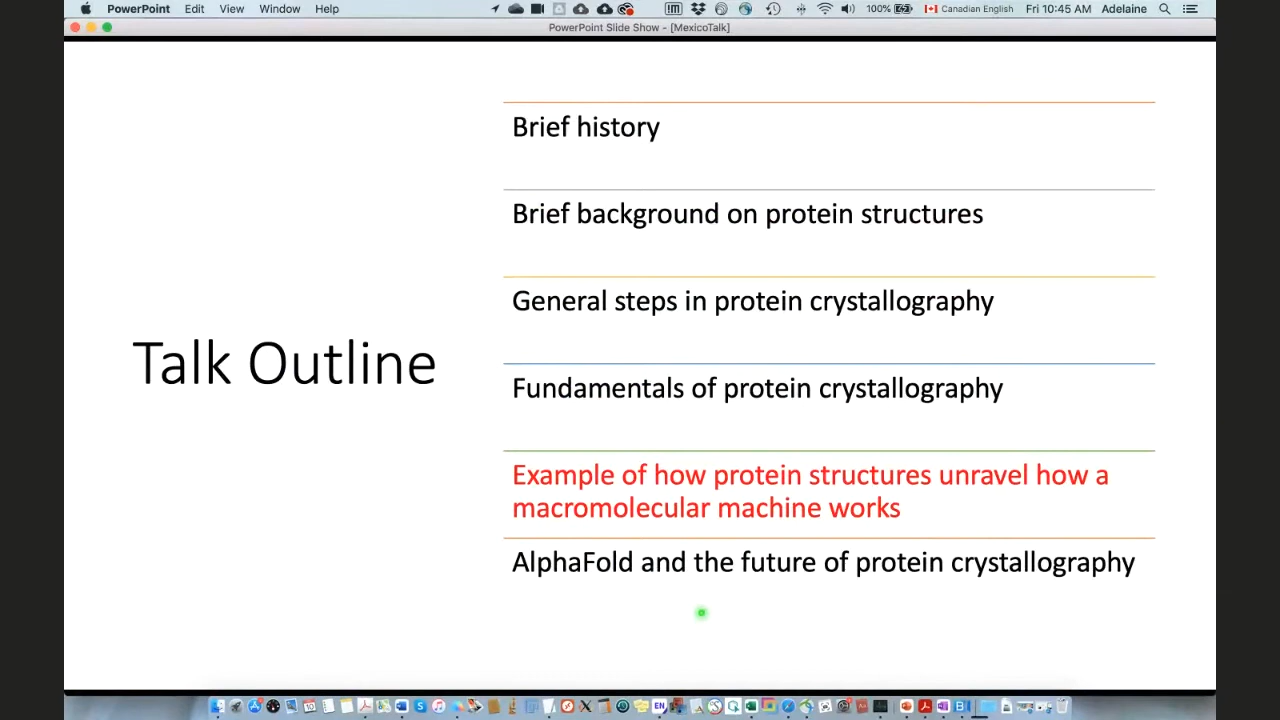 PowerPoint Edit View Window Help 100% Canadian English Fri 10:45 AM Adelaine
PowerPoint Slide Show - [MexicoTalk]
Talk Outline
Brief history
Brief background on protein structures
General steps in protein crystallography
Fundamentals of protein crystallography
Example of how protein structures unravel how a
macromolecular machine works
AlphaFold and the future of protein crystallography